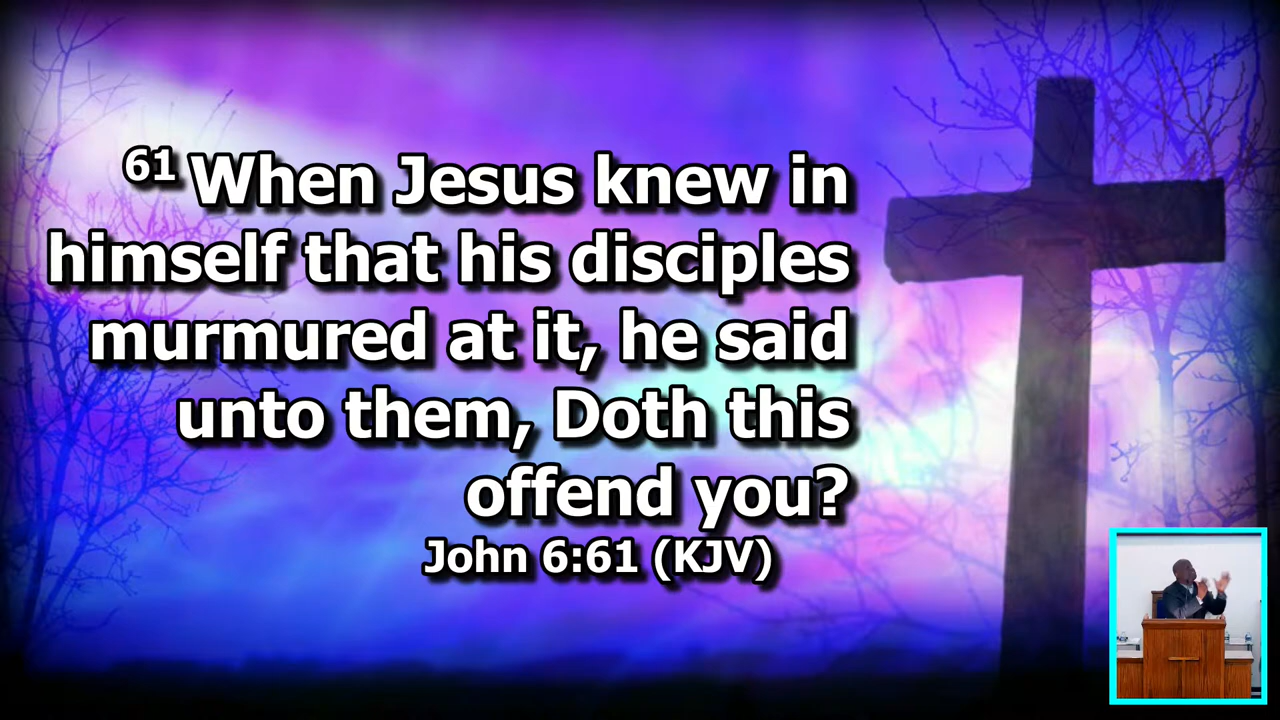 61 When Jesus knew in
himself that his disciples
murmured at it, he said
unto them, Doth this
offend you?
John 6:61 (KJV)